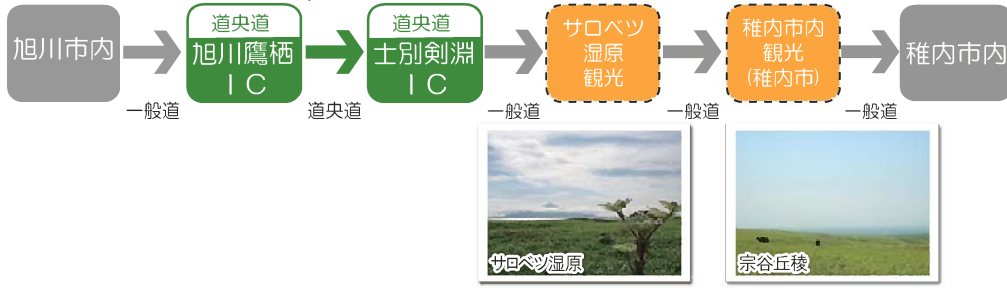 旭川市内
一般道
道央道
旭川鷹栖
IC
道央道
道央道
士別剣淵
IC
一般道
サロベツ
湿原
観光
一般道
稚内市内
観光
(稚内市)
一般道
稚内市内
サロベツ湿原
宗谷丘稜